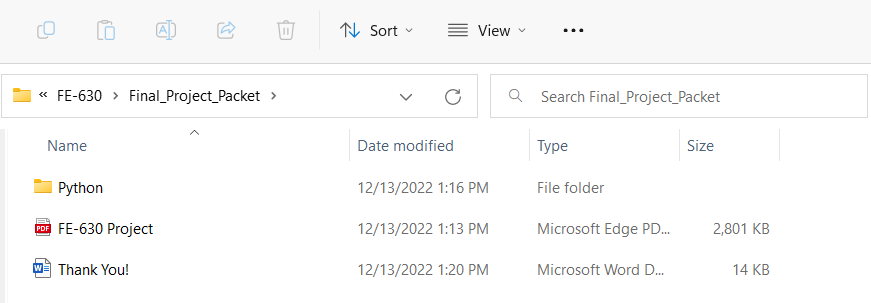 Sort View •••
« FE-630 > Final_Project_Packet > Search Final_Project_Packet
Name Date modified Type Size
Python 12/13/2022 1:16 PM File folder
PDF FE-630 Project 12/13/2022 1:13 PM Microsoft Edge PD... 2,801 KB
W Thank You! 12/13/2022 1:20 PM Microsoft Word D... 14 KB